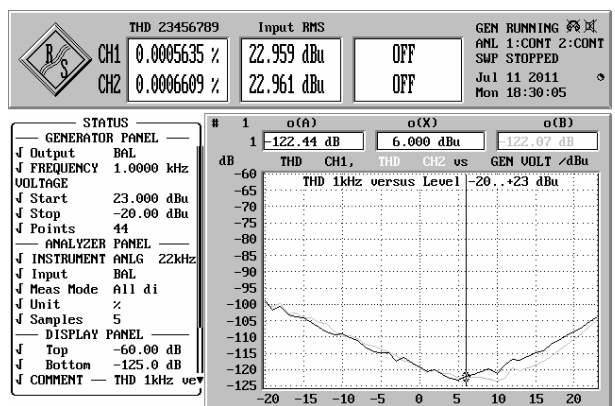 THD 23456789 Input RMS
R S
CH1 0.0005635 % 22.959 dBu OFF
CH2 0.0006609 % 22.961 dBu OFF
GEN RUNNING
ANL 1:CONT 2:CONT
SWP STOPPED
Jul 11 2011
Mon 18:30:05
STATUS
GENERATOR PANEL
Output BAL
FREQUENCY 1.0000 kHz
VOLTAGE
Start 23.000 dBu
Stop -20.00 dBu
Points 44
ANALYZER PANEL
INSTRUMENT ANLG 22kHz
Input BAL
Meas Mode All di
Unit %
Samples 5
DISPLAY PANEL
Top -60.00 dB
Bottom -125.0 dB
COMMENT — THD 1kHz ve
# 1 o(A) o(X) o(B)
1 -122.44 dB 6.000 dBu -122.07 dB
dB THD CH1, THD CH2 vs GEN VOLT /dBu
THD 1kHz versus Level -20..+23 dBu
-60
-65
-70
-75
-80
-85
-90
-95
-100
-105
-110
-115
-120
-125
-20 -15 -10 -5 0 5 10 15 20